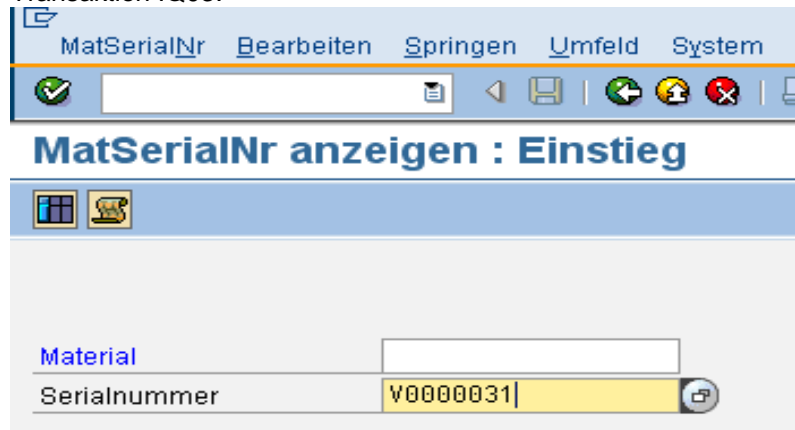 MatSerialNr Bearbeiten Springen Umfeld System
MatSerialNr anzeigen : Einstieg
Material
Serialnummer V0000031